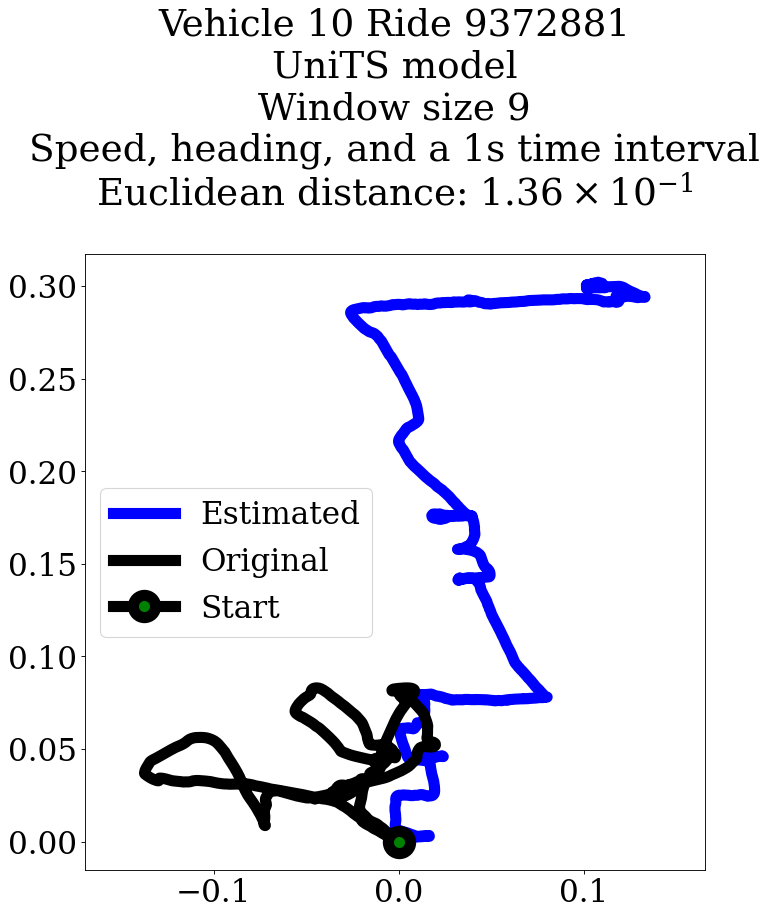 Vehicle 10 Ride 9372881
UniTS model
Window size 9
Speed, heading, and a 1s time interval
Euclidean distance: 1.36 × 10⁻¹
0.30
0.25
0.20
0.15
0.10
0.05
0.00
Estimated
Original
Start
−0.1
0.0
0.1